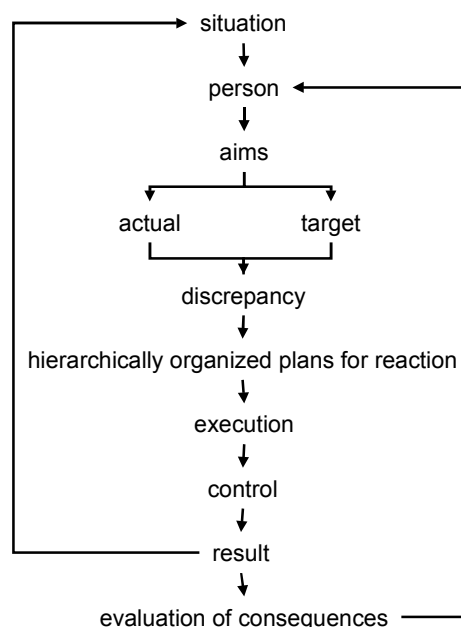 situation
person
aims
actual target
discrepancy
hierarchically organized plans for reaction
execution
control
result
evaluation of consequences